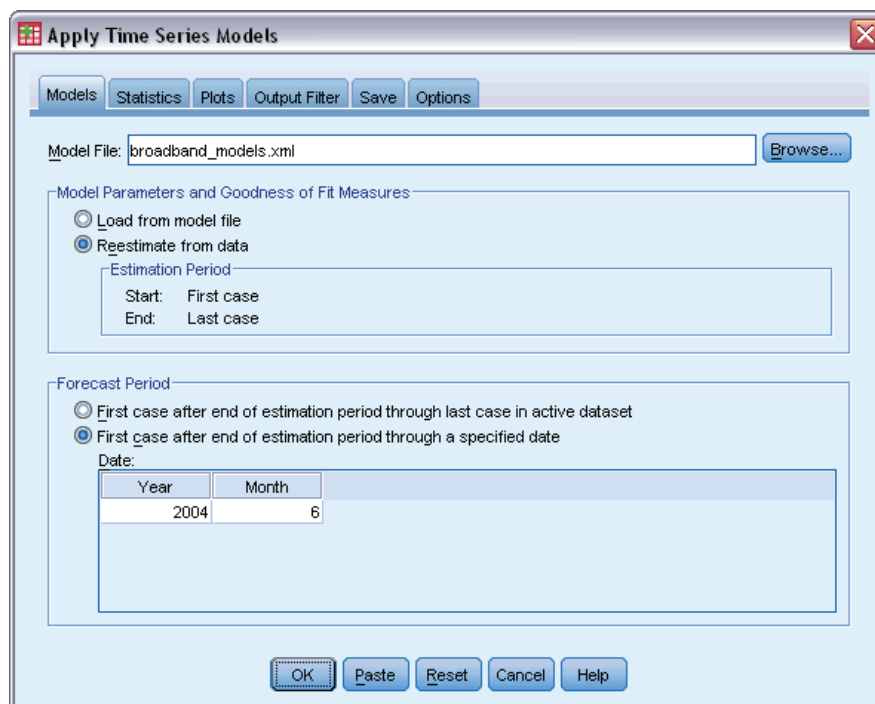 Apply Time Series Models
Models Statistics Plots Output Filter Save Options
Model File: broadband_models.xml Browse...
Model Parameters and Goodness of Fit Measures
Load from model file
Reestimate from data
Estimation Period
Start: First case
End: Last case
Forecast Period
First case after end of estimation period through last case in active dataset
First case after end of estimation period through a specified date
Date:
Year Month
2004 6
OK Paste Reset Cancel Help